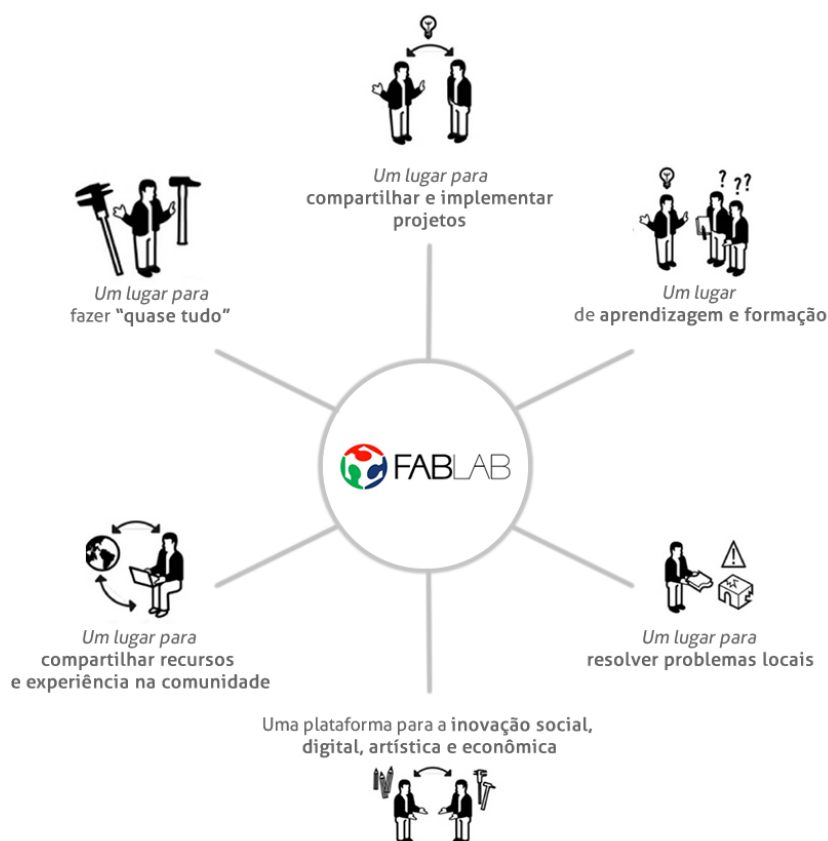 Um lugar para
compartilhar e implementar
projetos
? ??
Um lugar para
fazer “quase tudo”
Um lugar
de aprendizagem e formação
FABLAB
Um lugar para
compartilhar recursos
e experiência na comunidade
Um lugar para
resolver problemas locais
Uma plataforma para a inovação social,
digital, artística e econômica